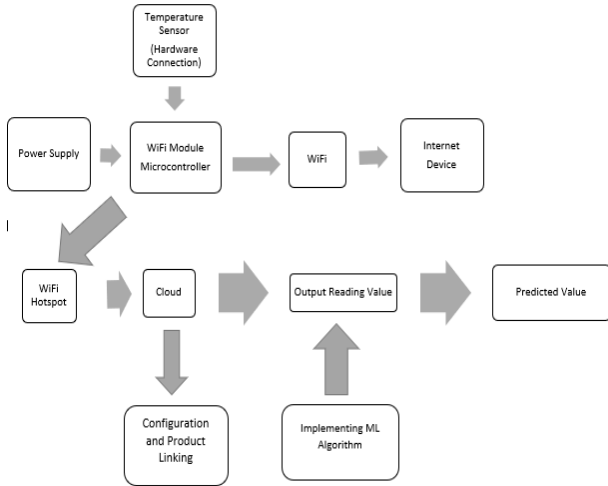 Temperature
Sensor
(Hardware
Connection)
Power Supply
WiFi Module
Microcontroller
WiFi
Internet
Device
WiFi
Hotspot
Cloud
Output Reading Value
Predicted Value
Configuration
and Product
Linking
Implementing ML
Algorithm